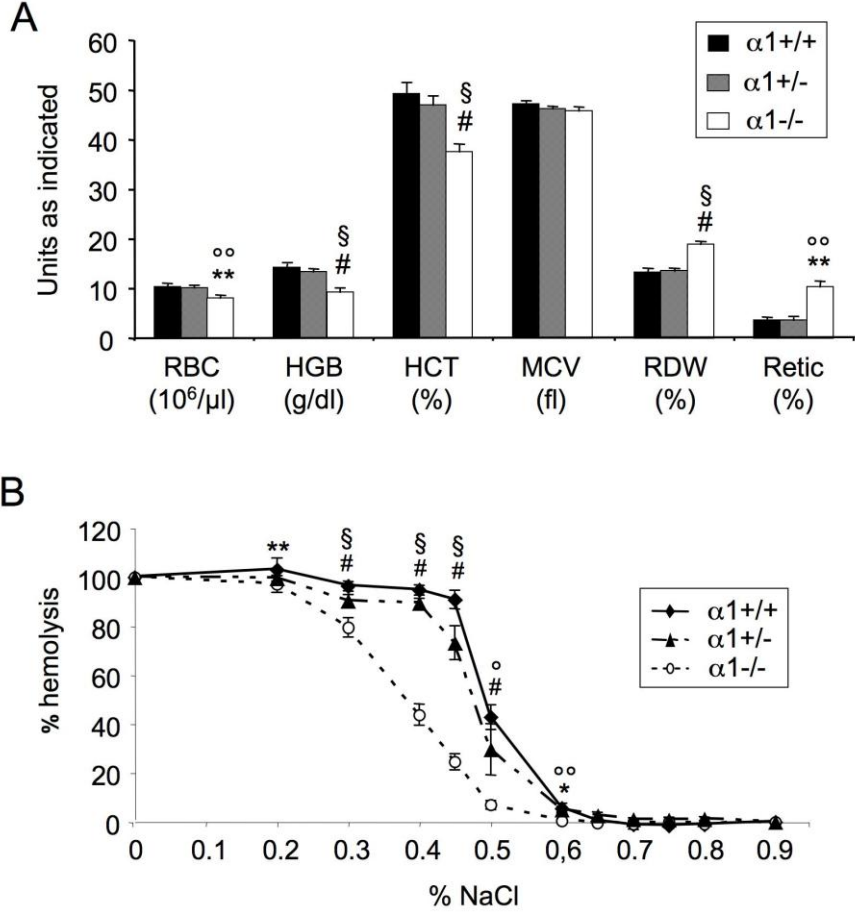 A
60
50
40
30
20
10
0
Units as indicated
α1+/+
α1+/-
α1-/-
°°
**
§
#
§
#
§
#
°°
**
RBC HGB HCT MCV RDW Retic
(10⁶/µl) (g/dl) (%) (fl) (%) (%)
B
120
100
80
60
40
20
0
% hemolysis
**
§
#
§
#
§
#
°
#
°°
*
α1+/+
α1+/-
α1-/-
0 0.1 0.2 0.3 0.4 0.5 0,6 0.7 0.8 0.9
% NaCl